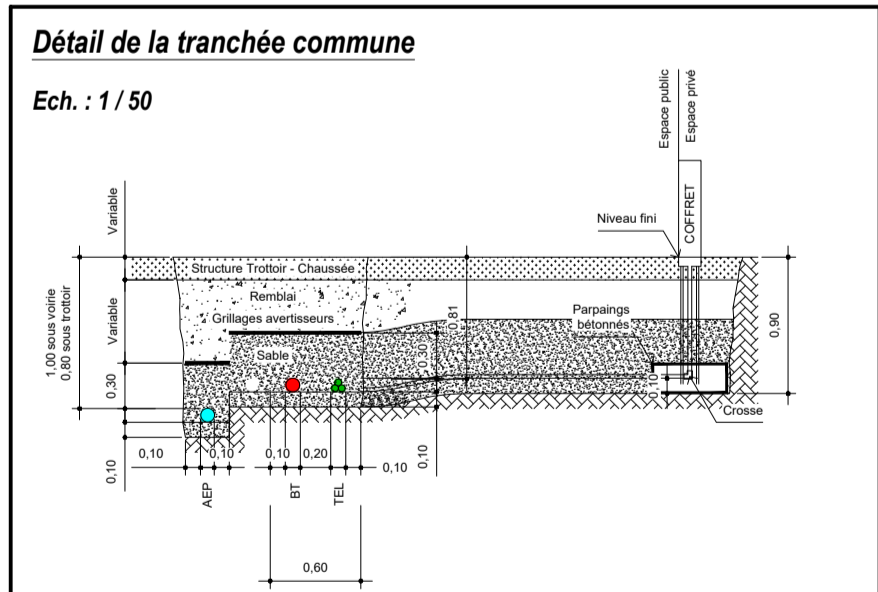 Détail de la tranchée commune
Ech. : 1 / 50
Espace public
Espace privé
COFFRET
Niveau fini
Variable
Structure Trottoir - Chaussée
Remblai
Grillages avertisseurs
Sable
Parpaings
bétonnés
1,00 sous voirie
0,80 sous trottoir
Variable
0,30
0,81
0,30
0,90
0,10
Crosse
0,10
0,10
0,10
0,10
0,20
0,10
0,10
AEP
BT
TEL
0,60